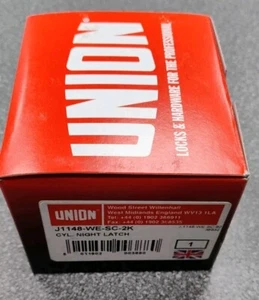 UNION
LOCKS & HARDWARE FOR THE PROFESSIONAL
UNION
Wood Street Willenhall
West Midlands England WV13 1LA
J1148-WE-SC-2K
CYL. NIGHT LATCH
1